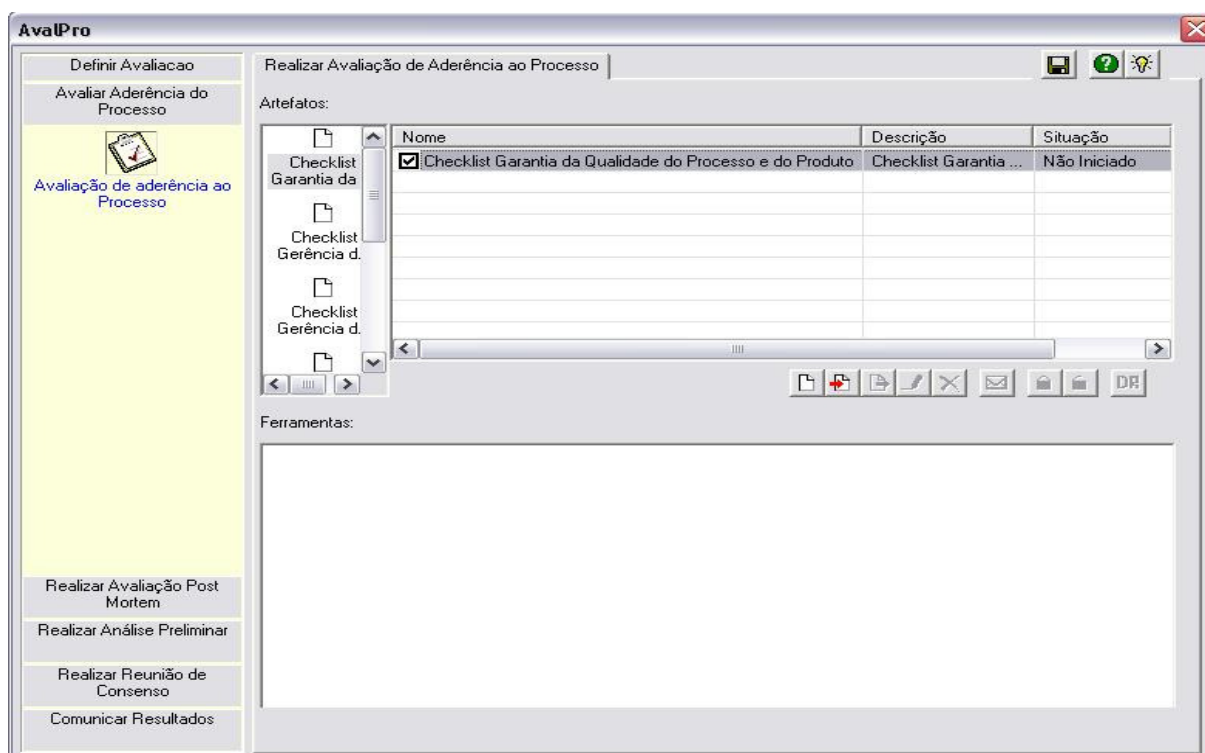 AvalPro
Definir Avaliacao
Avaliar Aderência do
Processo
Avaliação de aderência ao
Processo
Realizar Avaliação Post
Mortem
Realizar Análise Preliminar
Realizar Reunião de
Consenso
Comunicar Resultados
Realizar Avaliação de Aderência ao Processo
Artefatos:
Checklist
Garantia da
Checklist
Gerência d.
Checklist
Gerência d.
Nome Descrição Situação
Checklist Garantia da Qualidade do Processo e do Produto Checklist Garantia ... Não Iniciado
DR
Ferramentas: